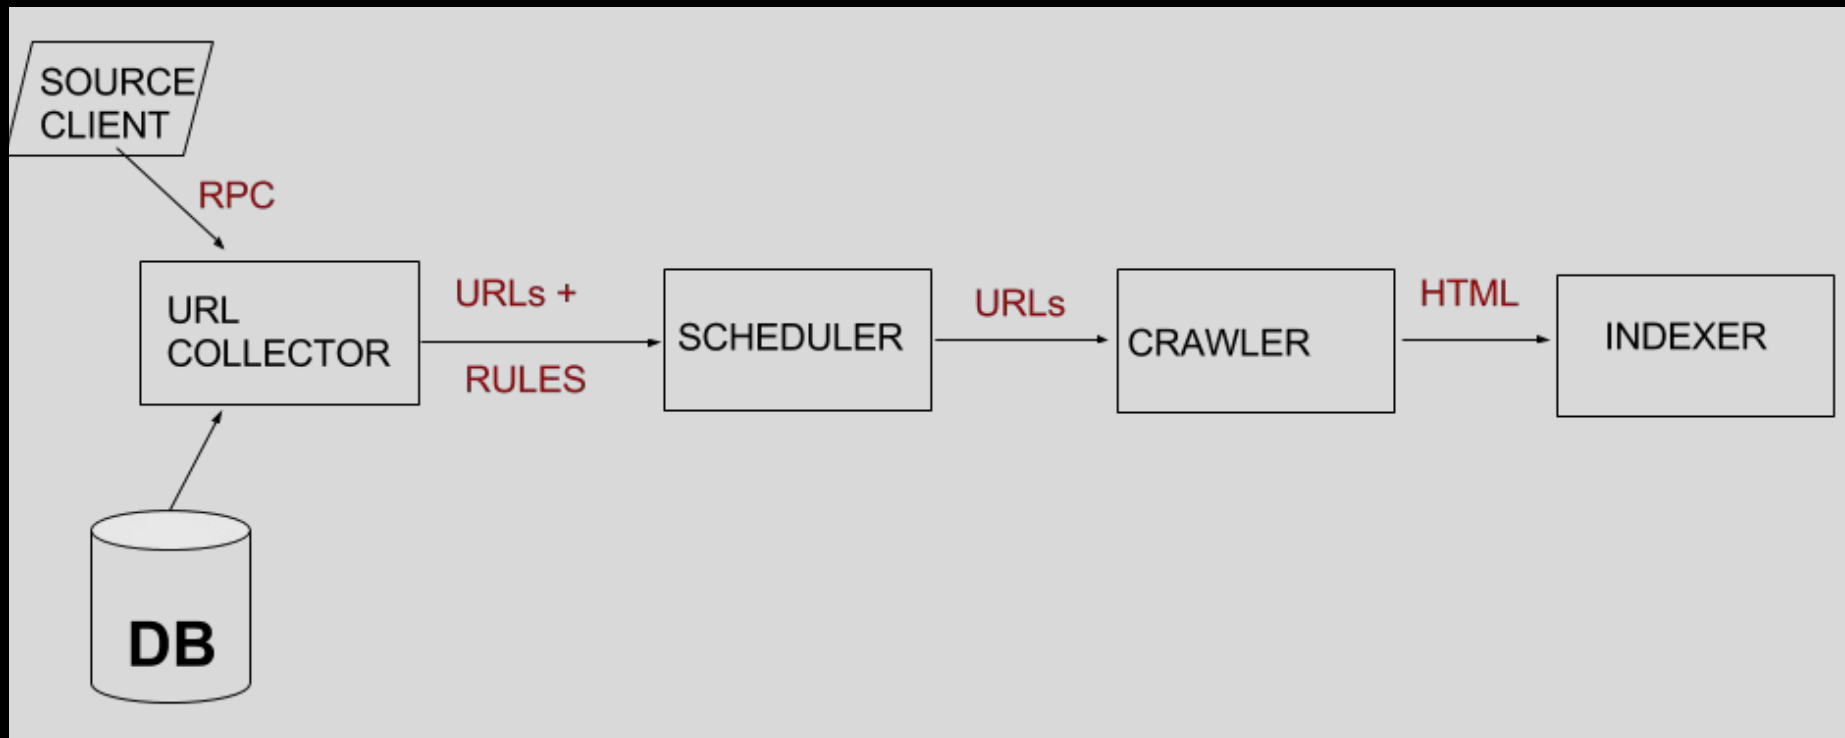 SOURCE
CLIENT
RPC
URL
COLLECTOR
URLs +
RULES
SCHEDULER
URLs
CRAWLER
HTML
INDEXER
DB